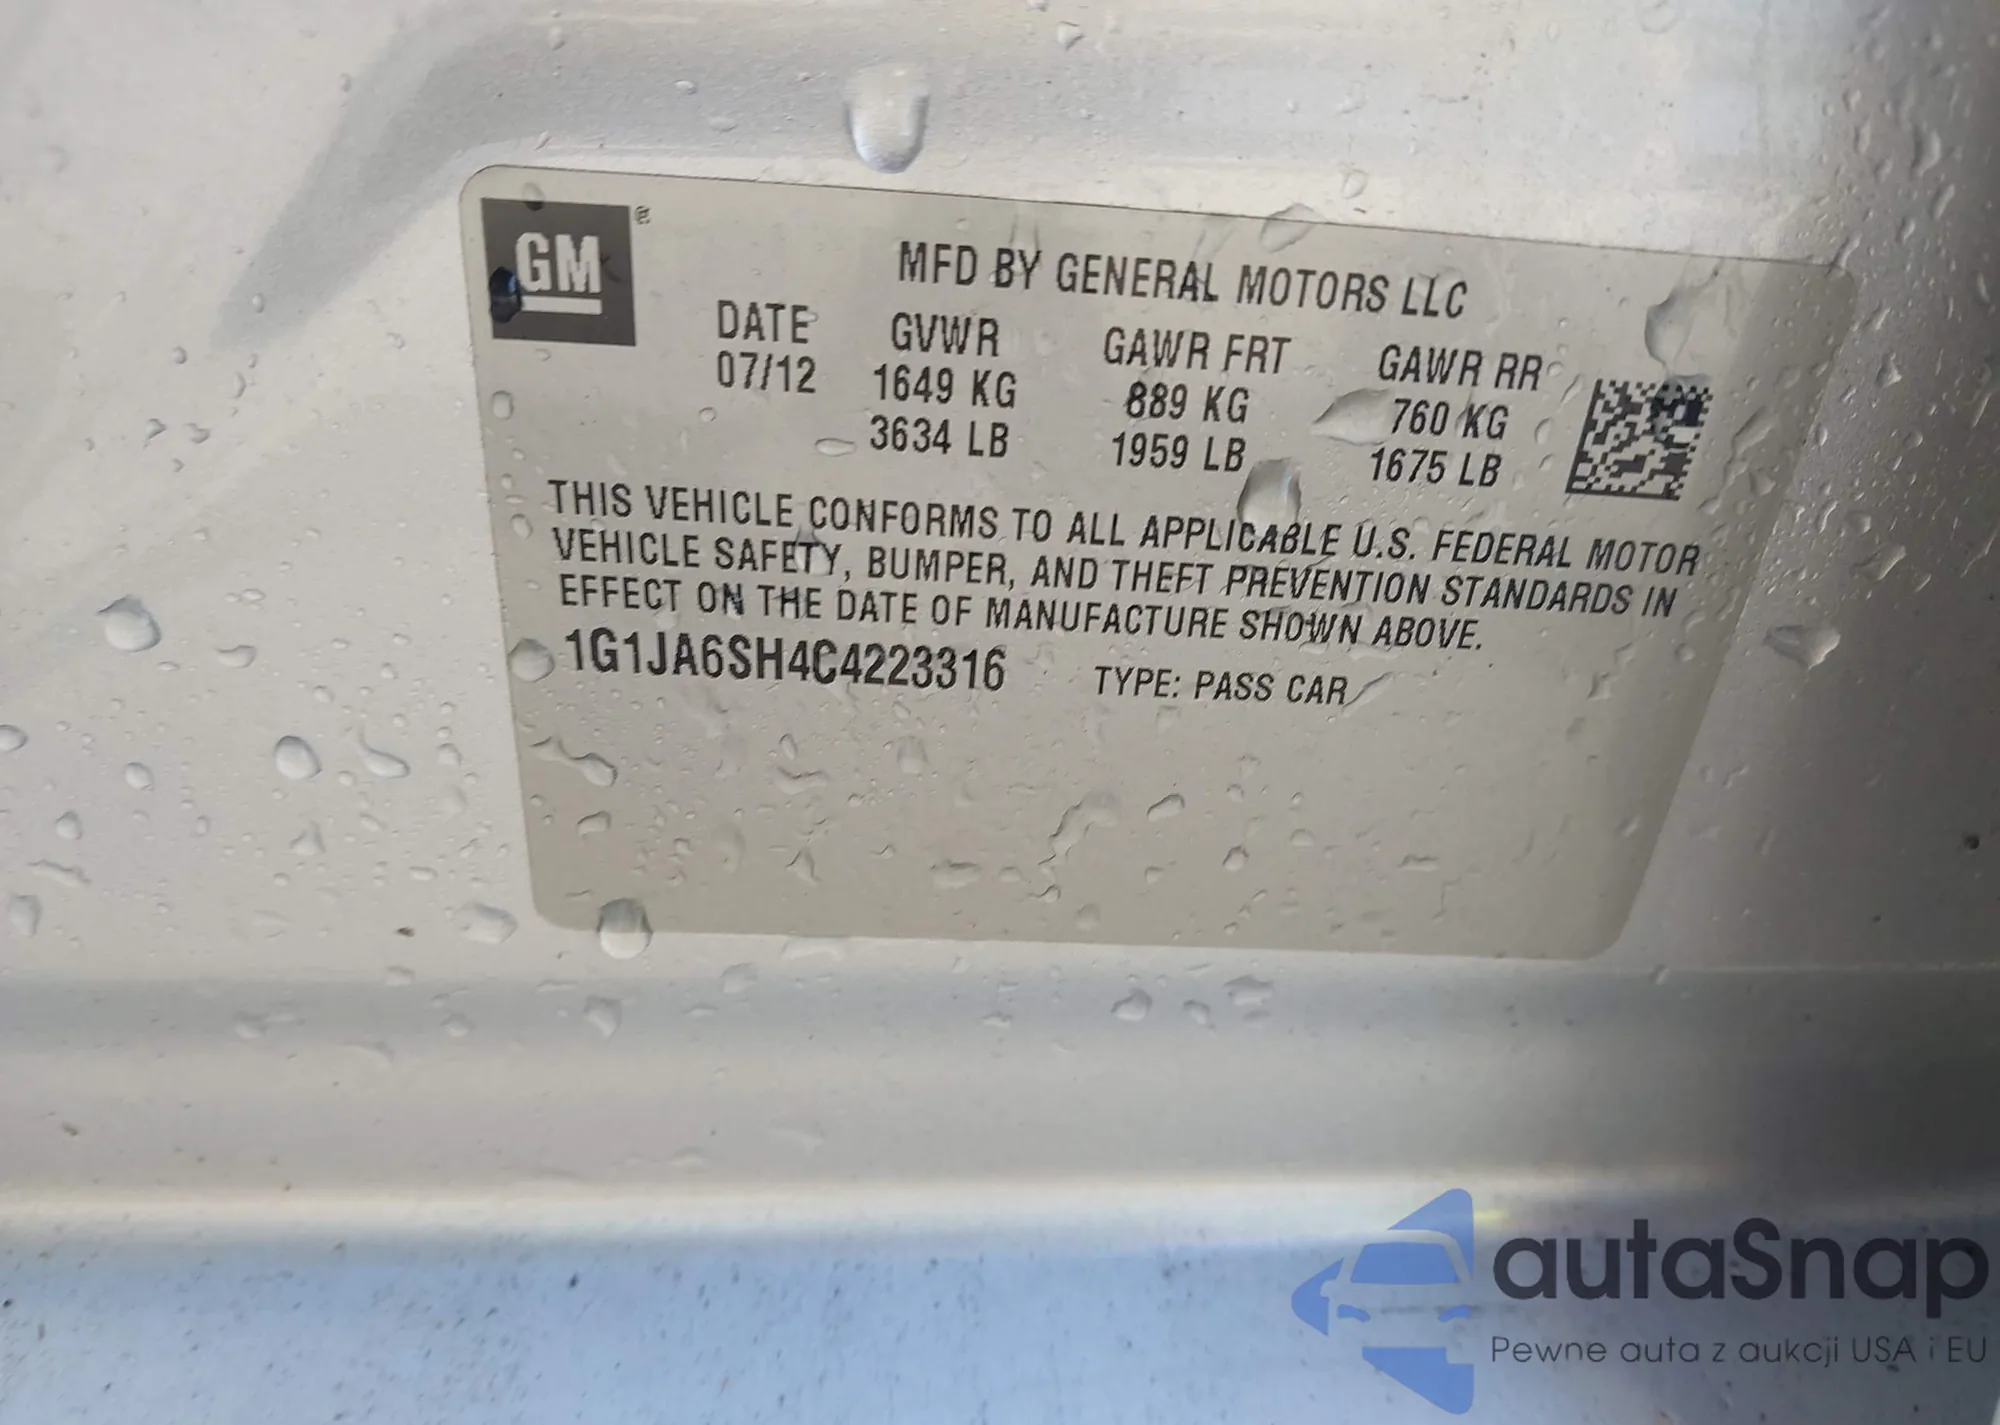 GM ®
MFD BY GENERAL MOTORS LLC
DATE GVWR GAWR FRT GAWR RR
07/12 1649 KG 889 KG 760 KG
3634 LB 1959 LB 1675 LB
THIS VEHICLE CONFORMS TO ALL APPLICABLE U.S. FEDERAL MOTOR
VEHICLE SAFETY, BUMPER, AND THEFT PREVENTION STANDARDS IN
EFFECT ON THE DATE OF MANUFACTURE SHOWN ABOVE.
1G1JA6SH4C4223316 TYPE: PASS CAR
autaSnap
Pewne auta z aukcji USA i EU